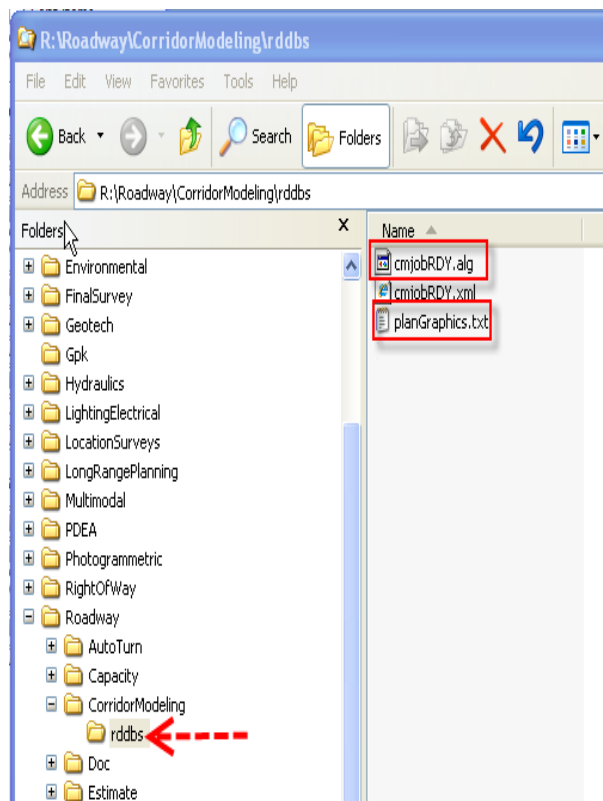 R:\Roadway\CorridorModeling\rddbs
File Edit View Favorites Tools Help
Back Search Folders
Address R:\Roadway\CorridorModeling\rddbs
Folders X
Name
Environmental
FinalSurvey
Geotech
Gpk
Hydraulics
LightingElectrical
LocationSurveys
LongRangePlanning
Multimodal
PDEA
Photogrammetric
RightOfWay
Roadway
AutoTurn
Capacity
CorridorModeling
rddbs
Doc
Estimate
cmjobRDY.alg
cmjobRDY.xml
planGraphics.txt